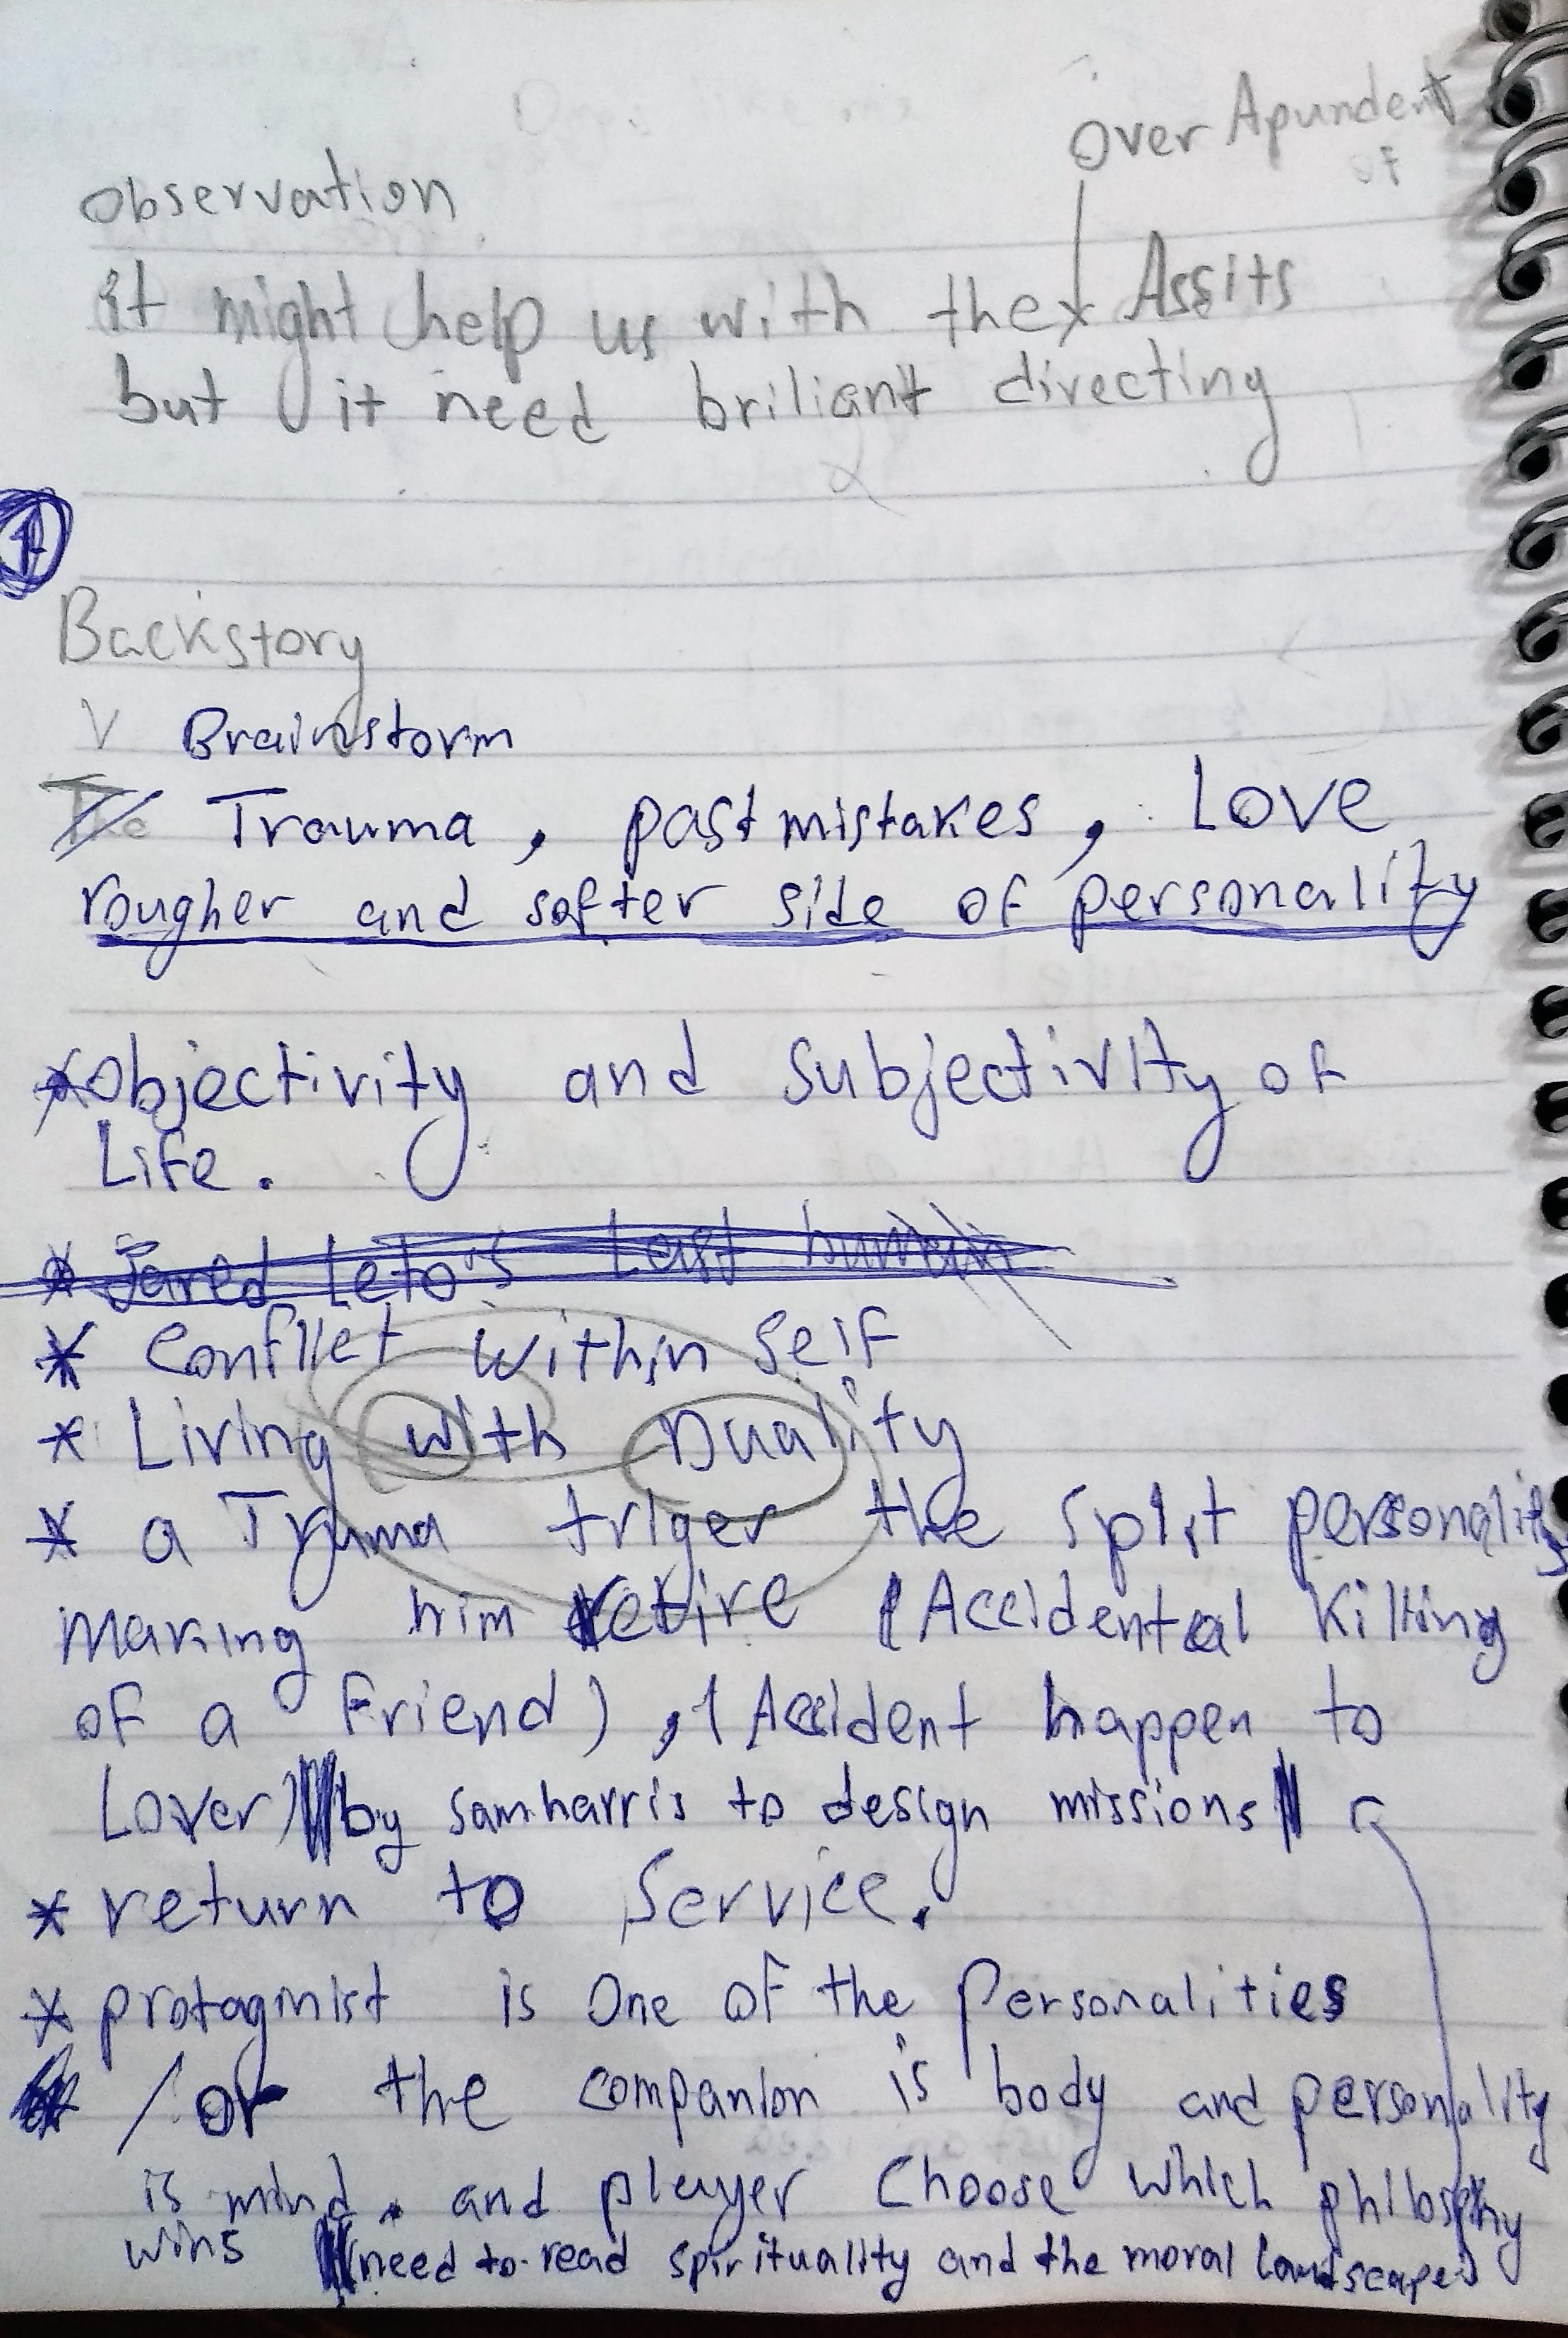 over Apundent
of
observation
it might help us with the Assits
but it need briliant directing
1
Backstory
V Brainstorm
The Trauma, past mistakes, Love
rougher and softer side of personality
* objectivity and subjectivity of
Life.
* Jared Leto's Last human
* Conflict within self
* Living with Duality
* a Truma triger the split personality
making him retire (Accidental killing
of a Friend), (Accident happen to
Lover) by samharris to design missions
* return to Service.
* protagnist is one of the Personalities
/or the companion is body and personality
is mind. and player Choose which philosphy
wins need to read spirituality and the moral landscape